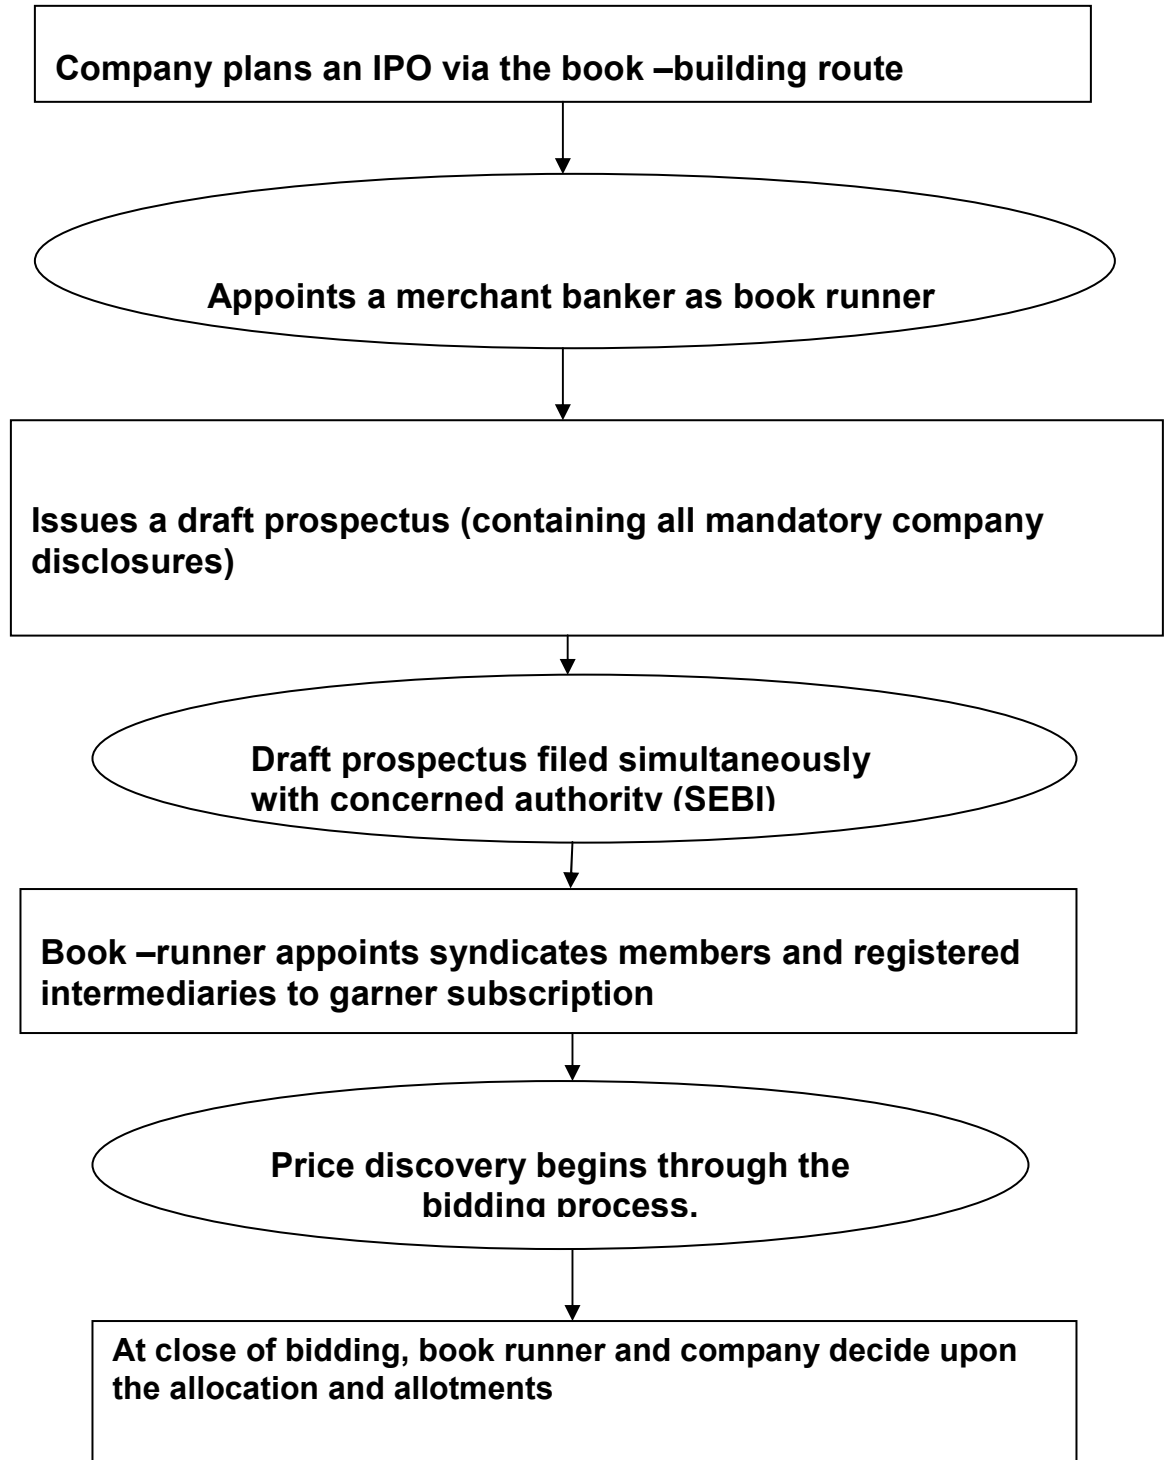 Company plans an IPO via the book –building route
Appoints a merchant banker as book runner
Issues a draft prospectus (containing all mandatory company
disclosures)
Draft prospectus filed simultaneously
with concerned authority (SEBI)
Book –runner appoints syndicates members and registered
intermediaries to garner subscription
Price discovery begins through the
bidding process.
At close of bidding, book runner and company decide upon
the allocation and allotments